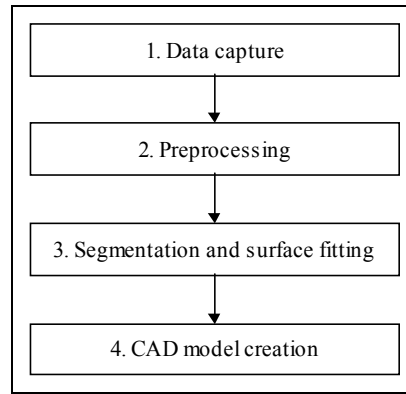 1. Data capture
2. Preprocessing
3. Segmentation and surface fitting
4. CAD model creation